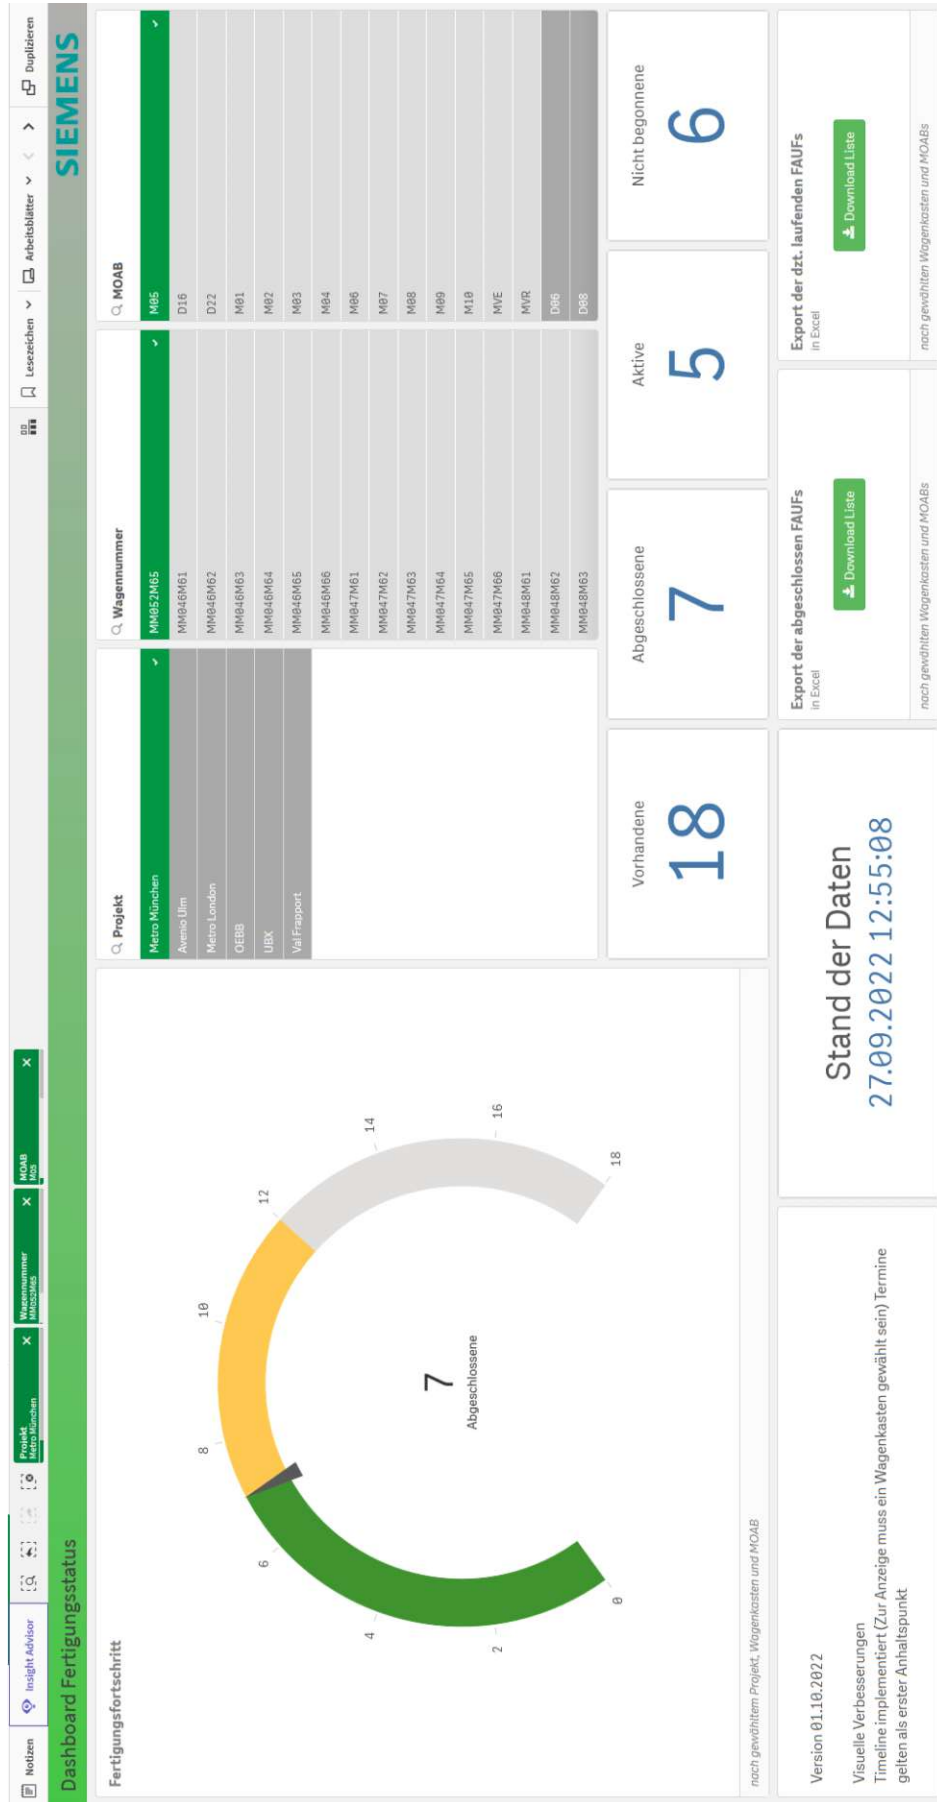 Notizen
Insight Advisor
Projekt
Metro München
Wagennummer
MM052M65
MOAB
M05
Lesezeichen
Arbeitsblätter
Duplizieren
Dashboard Fertigungsstatus
SIEMENS
Fertigungsfortschritt
0
2
4
6
8
10
12
14
16
18
7
Abgeschlossene
nach gewähltem Projekt, Wagenkasten und MOAB
Projekt
Metro München
Avenio Ulm
Metro London
OEBB
UBX
Val Frapport
Wagennummer
MM052M65
MM046M61
MM046M62
MM046M63
MM046M64
MM046M65
MM046M66
MM047M61
MM047M62
MM047M63
MM047M64
MM047M65
MM047M66
MM048M61
MM048M62
MM048M63
MOAB
M05
D16
D22
M01
M02
M03
M04
M06
M07
M08
M09
M10
MVE
MVR
D06
D08
Vorhandene
18
Abgeschlossene
7
Aktive
5
Nicht begonnene
6
Version 01.10.2022
Visuelle Verbesserungen
Timeline implementiert (Zur Anzeige muss ein Wagenkasten gewählt sein) Termine
gelten als erster Anhaltspunkt
Stand der Daten
27.09.2022 12:55:08
Export der abgeschlossen FAUFs
in Excel
Download Liste
nach gewählten Wagenkasten und MOABs
Export der dzt. laufenden FAUFs
in Excel
Download Liste
nach gewählten Wagenkasten und MOABs